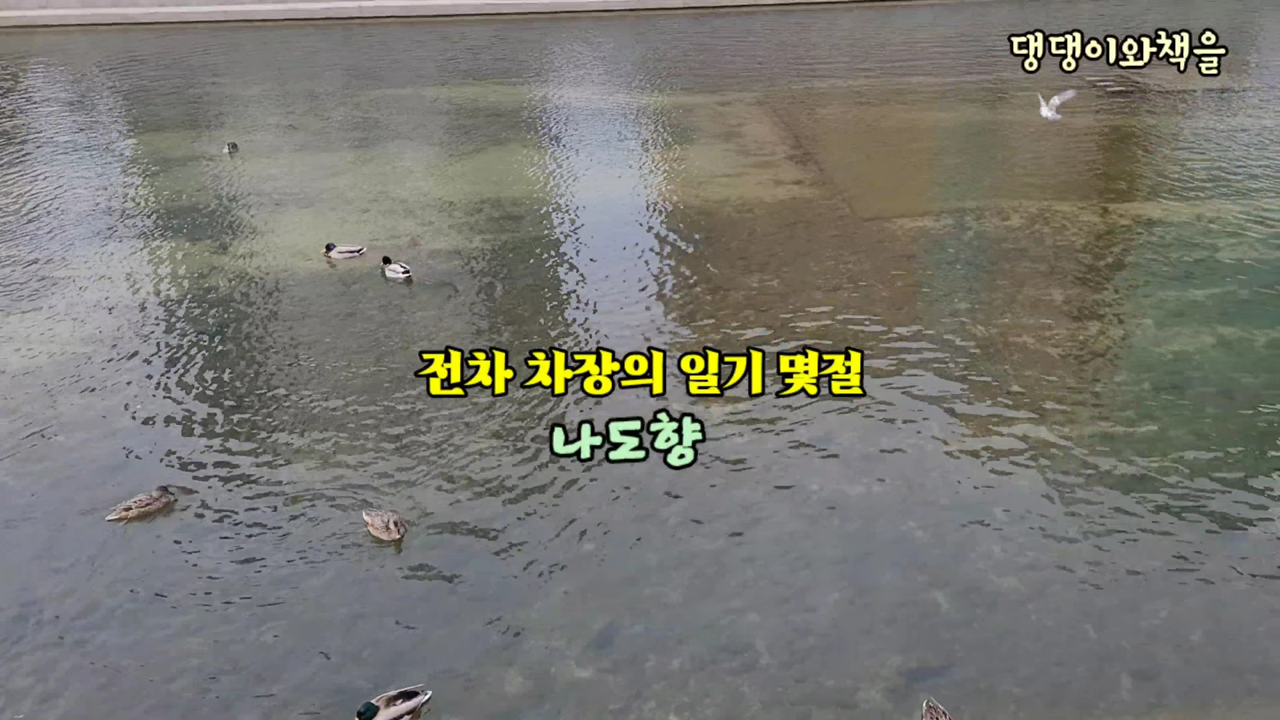 댕댕이와책을
전차 차장의 일기 몇절
나도향